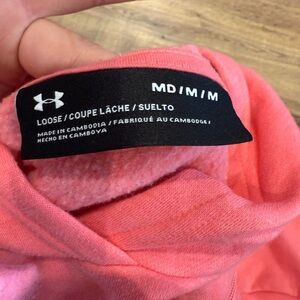 MD / M / M
LOOSE / COUPE LÂCHE / SUELTO
MADE IN CAMBODIA / FABRIQUÉ AU CAMBODGE /
HECHO EN CAMBOYA